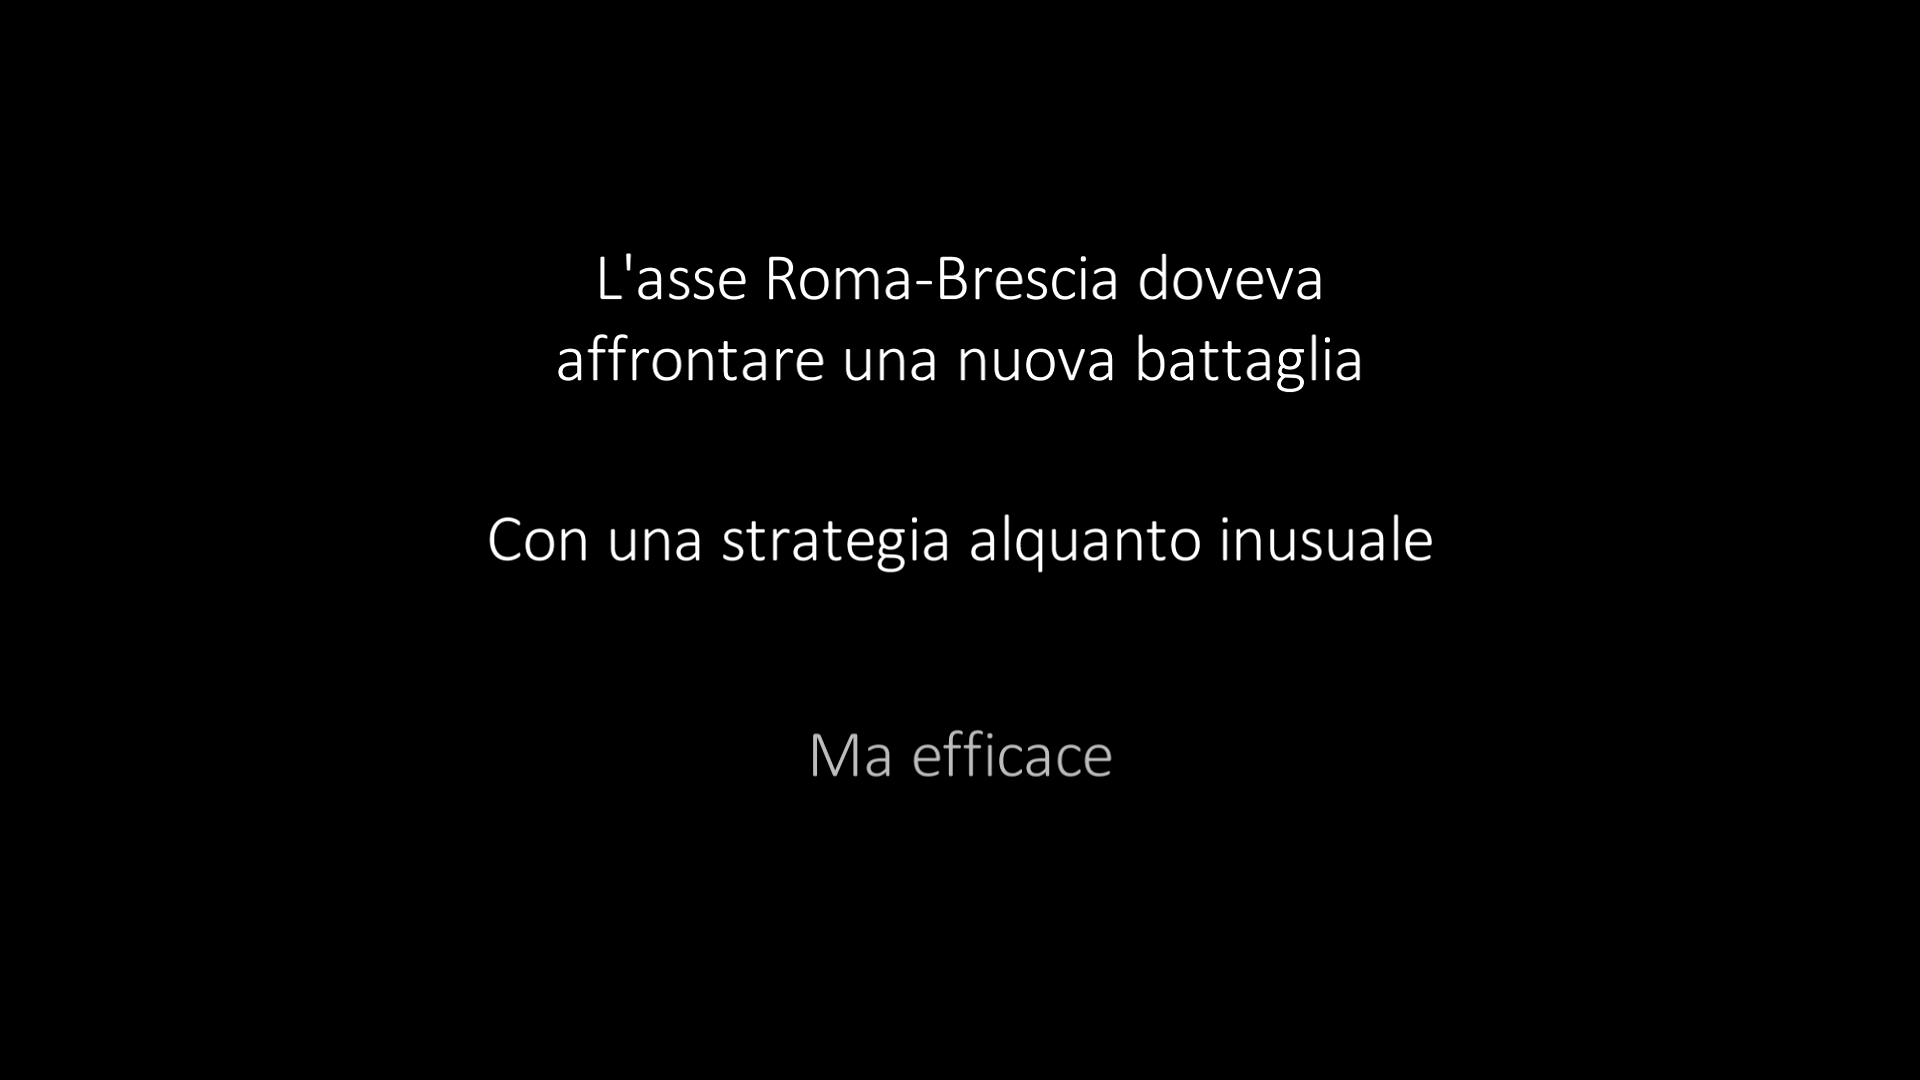 L'asse Roma-Brescia doveva
affrontare una nuova battaglia
Con una strategia alquanto inusuale
Ma efficace